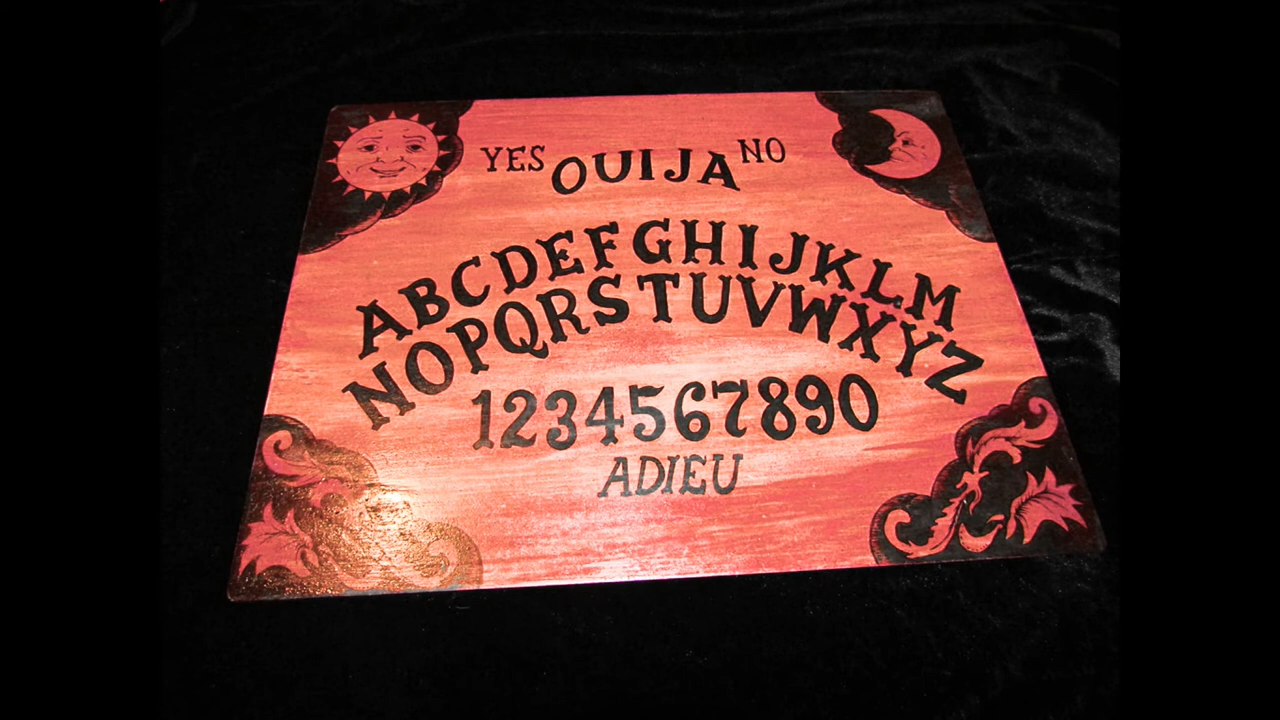 YES OUIJA NO
ABCDEFGHIJKLM
NOPQRSTUVWXYZ
1234567890
ADIEU